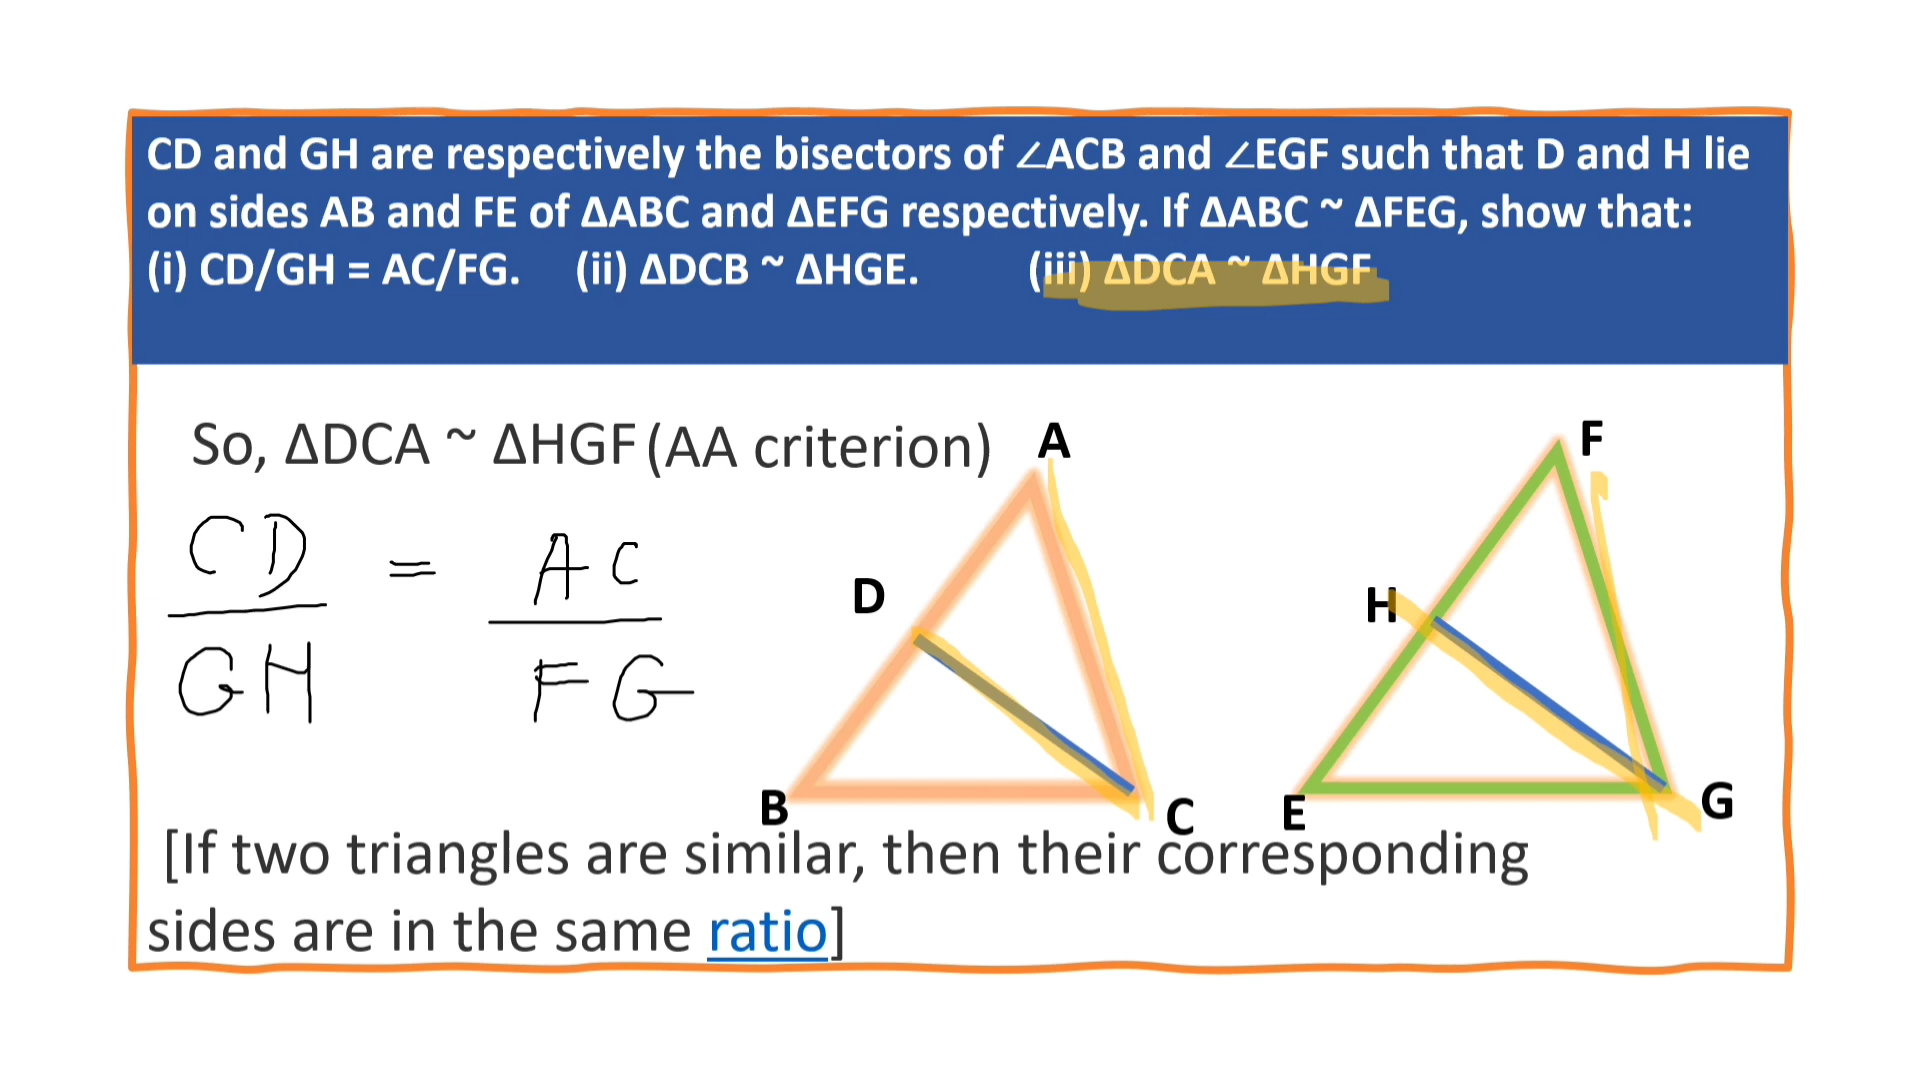 CD and GH are respectively the bisectors of ∠ACB and ∠EGF such that D and H lie
on sides AB and FE of ΔABC and ΔEFG respectively. If ΔABC ~ ΔFEG, show that:
(i) CD/GH = AC/FG. (ii) ΔDCB ~ ΔHGE. (iii) ΔDCA ~ ΔHGF
So, ΔDCA ~ ΔHGF (AA criterion)
A
F
CD = AC
GH FG
D
H
B
C
E
G
[If two triangles are similar, then their corresponding
sides are in the same ratio]